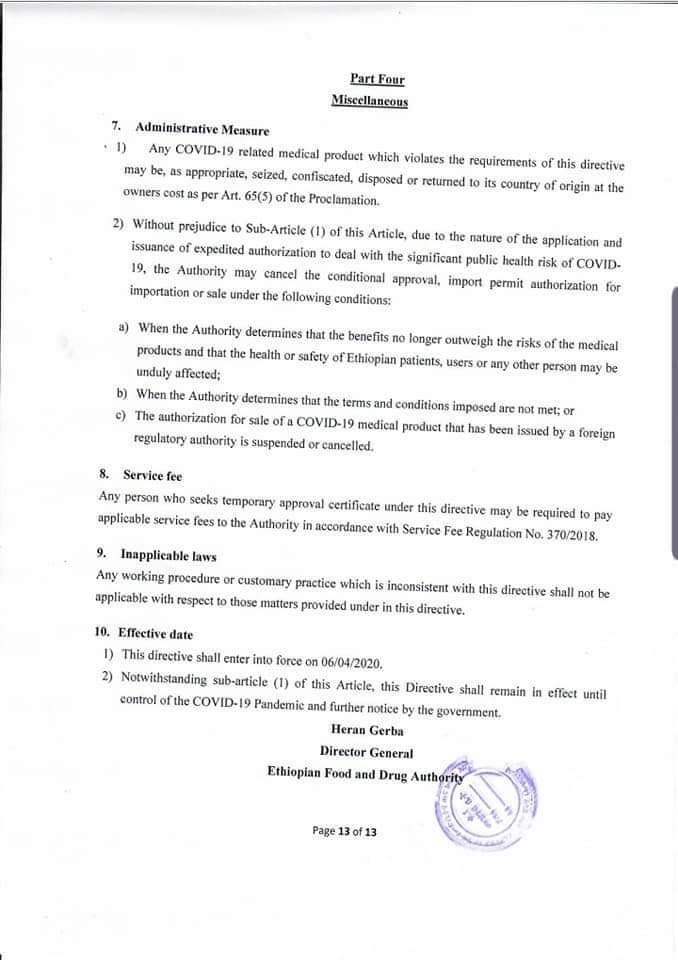 Part Four
Miscellaneous
7. Administrative Measure
1) Any COVID-19 related medical product which violates the requirements of this directive
may be, as appropriate, seized, confiscated, disposed or returned to its country of origin at the
owners cost as per Art. 65(5) of the Proclamation.
2) Without prejudice to Sub-Article (1) of this Article, due to the nature of the application and
issuance of expedited authorization to deal with the significant public health risk of COVID-
19, the Authority may cancel the conditional approval, import permit authorization for
importation or sale under the following conditions:
a) When the Authority determines that the benefits no longer outweigh the risks of the medical
products and that the health or safety of Ethiopian patients, users or any other person may be
unduly affected;
b) When the Authority determines that the terms and conditions imposed are not met; or
c) The authorization for sale of a COVID-19 medical product that has been issued by a foreign
regulatory authority is suspended or cancelled.
8. Service fee
Any person who seeks temporary approval certificate under this directive may be required to pay
applicable service fees to the Authority in accordance with Service Fee Regulation No. 370/2018.
9. Inapplicable laws
Any working procedure or customary practice which is inconsistent with this directive shall not be
applicable with respect to those matters provided under in this directive.
10. Effective date
1) This directive shall enter into force on 06/04/2020.
2) Notwithstanding sub-article (1) of this Article, this Directive shall remain in effect until
control of the COVID-19 Pandemic and further notice by the government.
Heran Gerba
Director General
Ethiopian Food and Drug Authority
Page 13 of 13